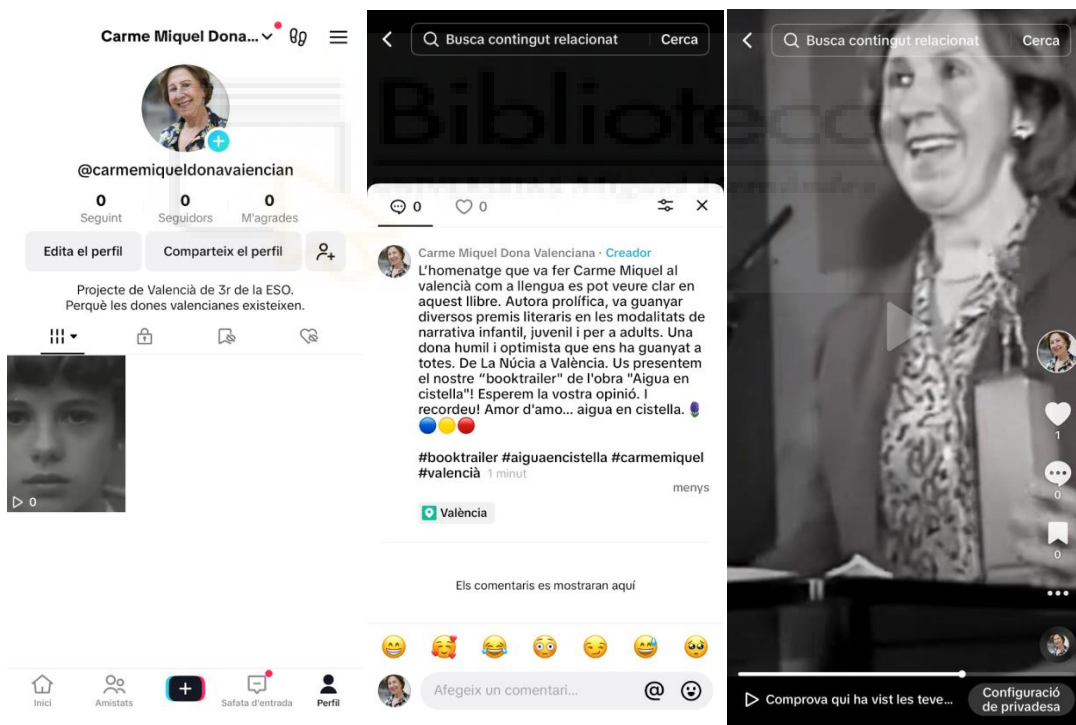 Carme Miquel Dona...
@carmemiqueldonavaiencian
0 0 0
Seguint Seguidors M'agrades
Edita el perfil Comparteix el perfil
Projecte de Valencià de 3r de la ESO.
Perquè les dones valencianes existeixen.
0
Inici Amistats Safata d'entrada Perfil
Busca contingut relacionat Cerca
Biblioteca
0 0
Carme Miquel Dona Valenciana · Creador
L'homenatge que va fer Carme Miquel al
valencià com a llengua es pot veure clar en
aquest llibre. Autora prolífica, va guanyar
diversos premis literaris en les modalitats de
narrativa infantil, juvenil i per a adults. Una
dona humil i optimista que ens ha guanyat a
totes. De La Núcia a València. Us presentem
el nostre “booktrailer" de l'obra "Aigua en
cistella"! Esperem la vostra opinió. I
recordeu! Amor d'amo... aigua en cistella.
#booktrailer #aiguaencistella #carmemiquel
#valencià 1 minut
menys
València
Els comentaris es mostraran aquí
Afegeix un comentari...
Busca contingut relacionat Cerca
1
0
0
Comprova qui ha vist les teve...
Configuració
de privadesa